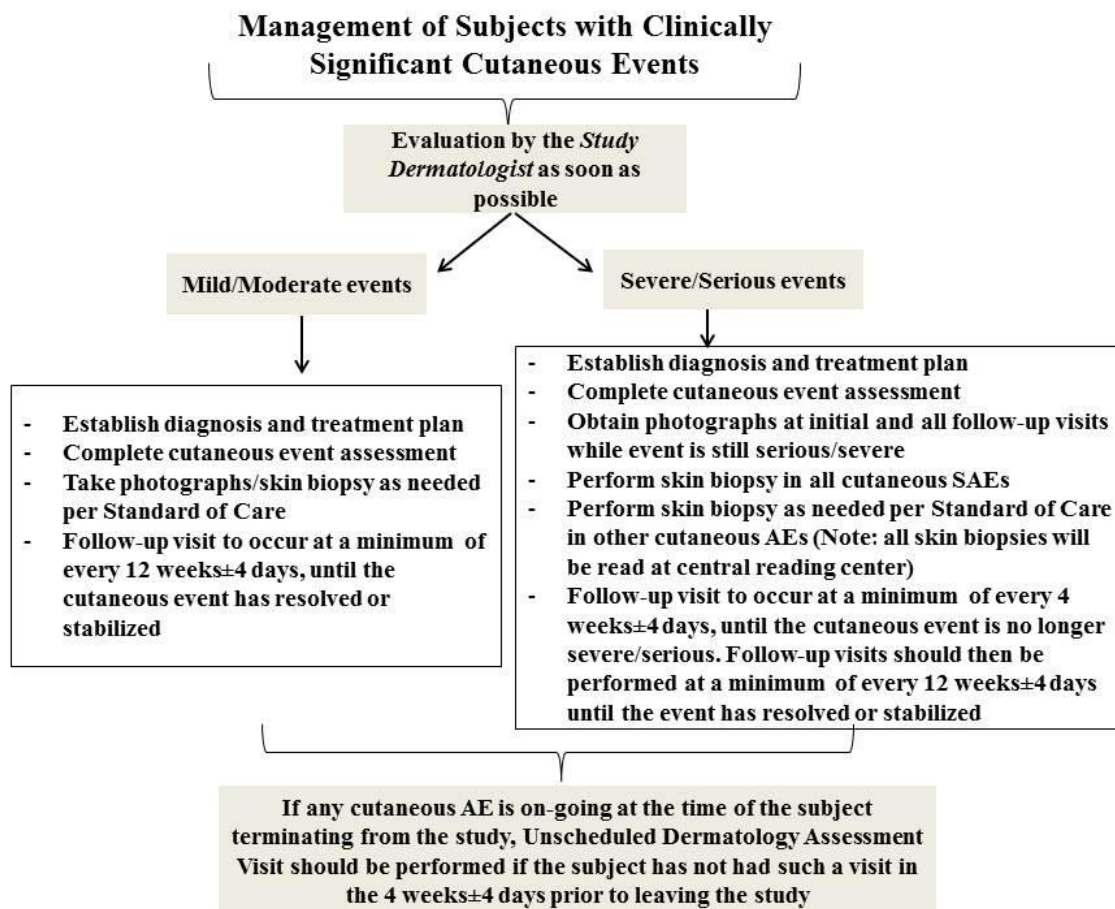 Management of Subjects with Clinically
Significant Cutaneous Events
Evaluation by the Study
Dermatologist as soon as
possible
Mild/Moderate events
Severe/Serious events
- Establish diagnosis and treatment plan
- Complete cutaneous event assessment
- Take photographs/skin biopsy as needed
per Standard of Care
- Follow-up visit to occur at a minimum of
every 12 weeks±4 days, until the
cutaneous event has resolved or
stabilized
- Establish diagnosis and treatment plan
- Complete cutaneous event assessment
- Obtain photographs at initial and all follow-up visits
while event is still serious/severe
- Perform skin biopsy in all cutaneous SAEs
- Perform skin biopsy as needed per Standard of Care
in other cutaneous AEs (Note: all skin biopsies will
be read at central reading center)
- Follow-up visit to occur at a minimum of every 4
weeks±4 days, until the cutaneous event is no longer
severe/serious. Follow-up visits should then be
performed at a minimum of every 12 weeks±4 days
until the event has resolved or stabilized
If any cutaneous AE is on-going at the time of the subject
terminating from the study, Unscheduled Dermatology Assessment
Visit should be performed if the subject has not had such a visit in
the 4 weeks±4 days prior to leaving the study